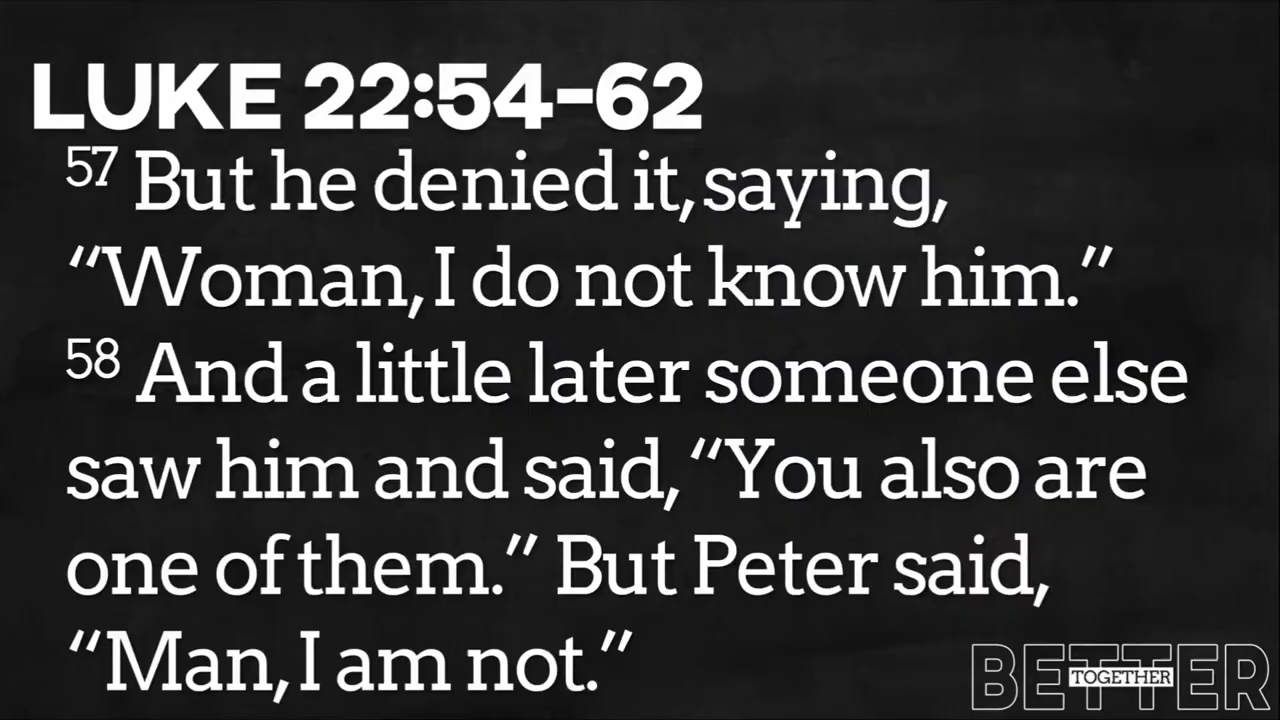 LUKE 22:54-62
57 But he denied it, saying,
“Woman, I do not know him.”
58 And a little later someone else
saw him and said, “You also are
one of them.” But Peter said,
“Man, I am not.”
BETTER
TOGETHER